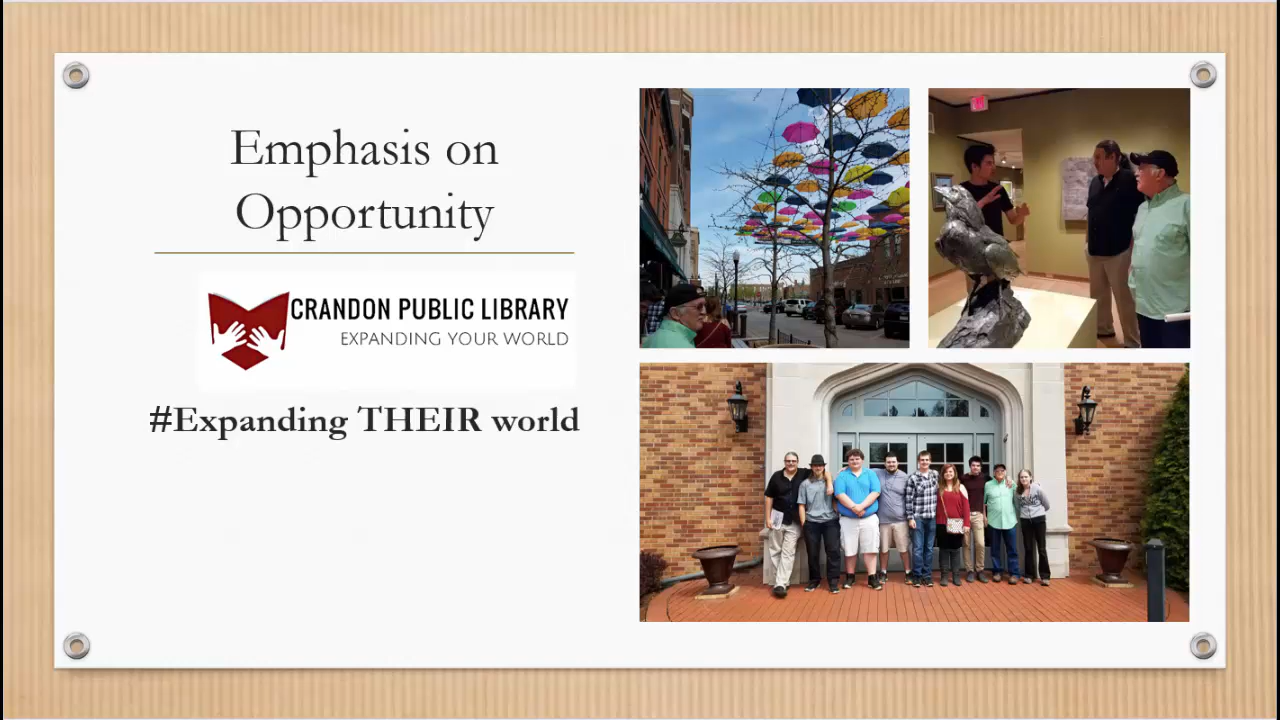 Emphasis on
Opportunity
CRANDON PUBLIC LIBRARY
EXPANDING YOUR WORLD
#Expanding THEIR world